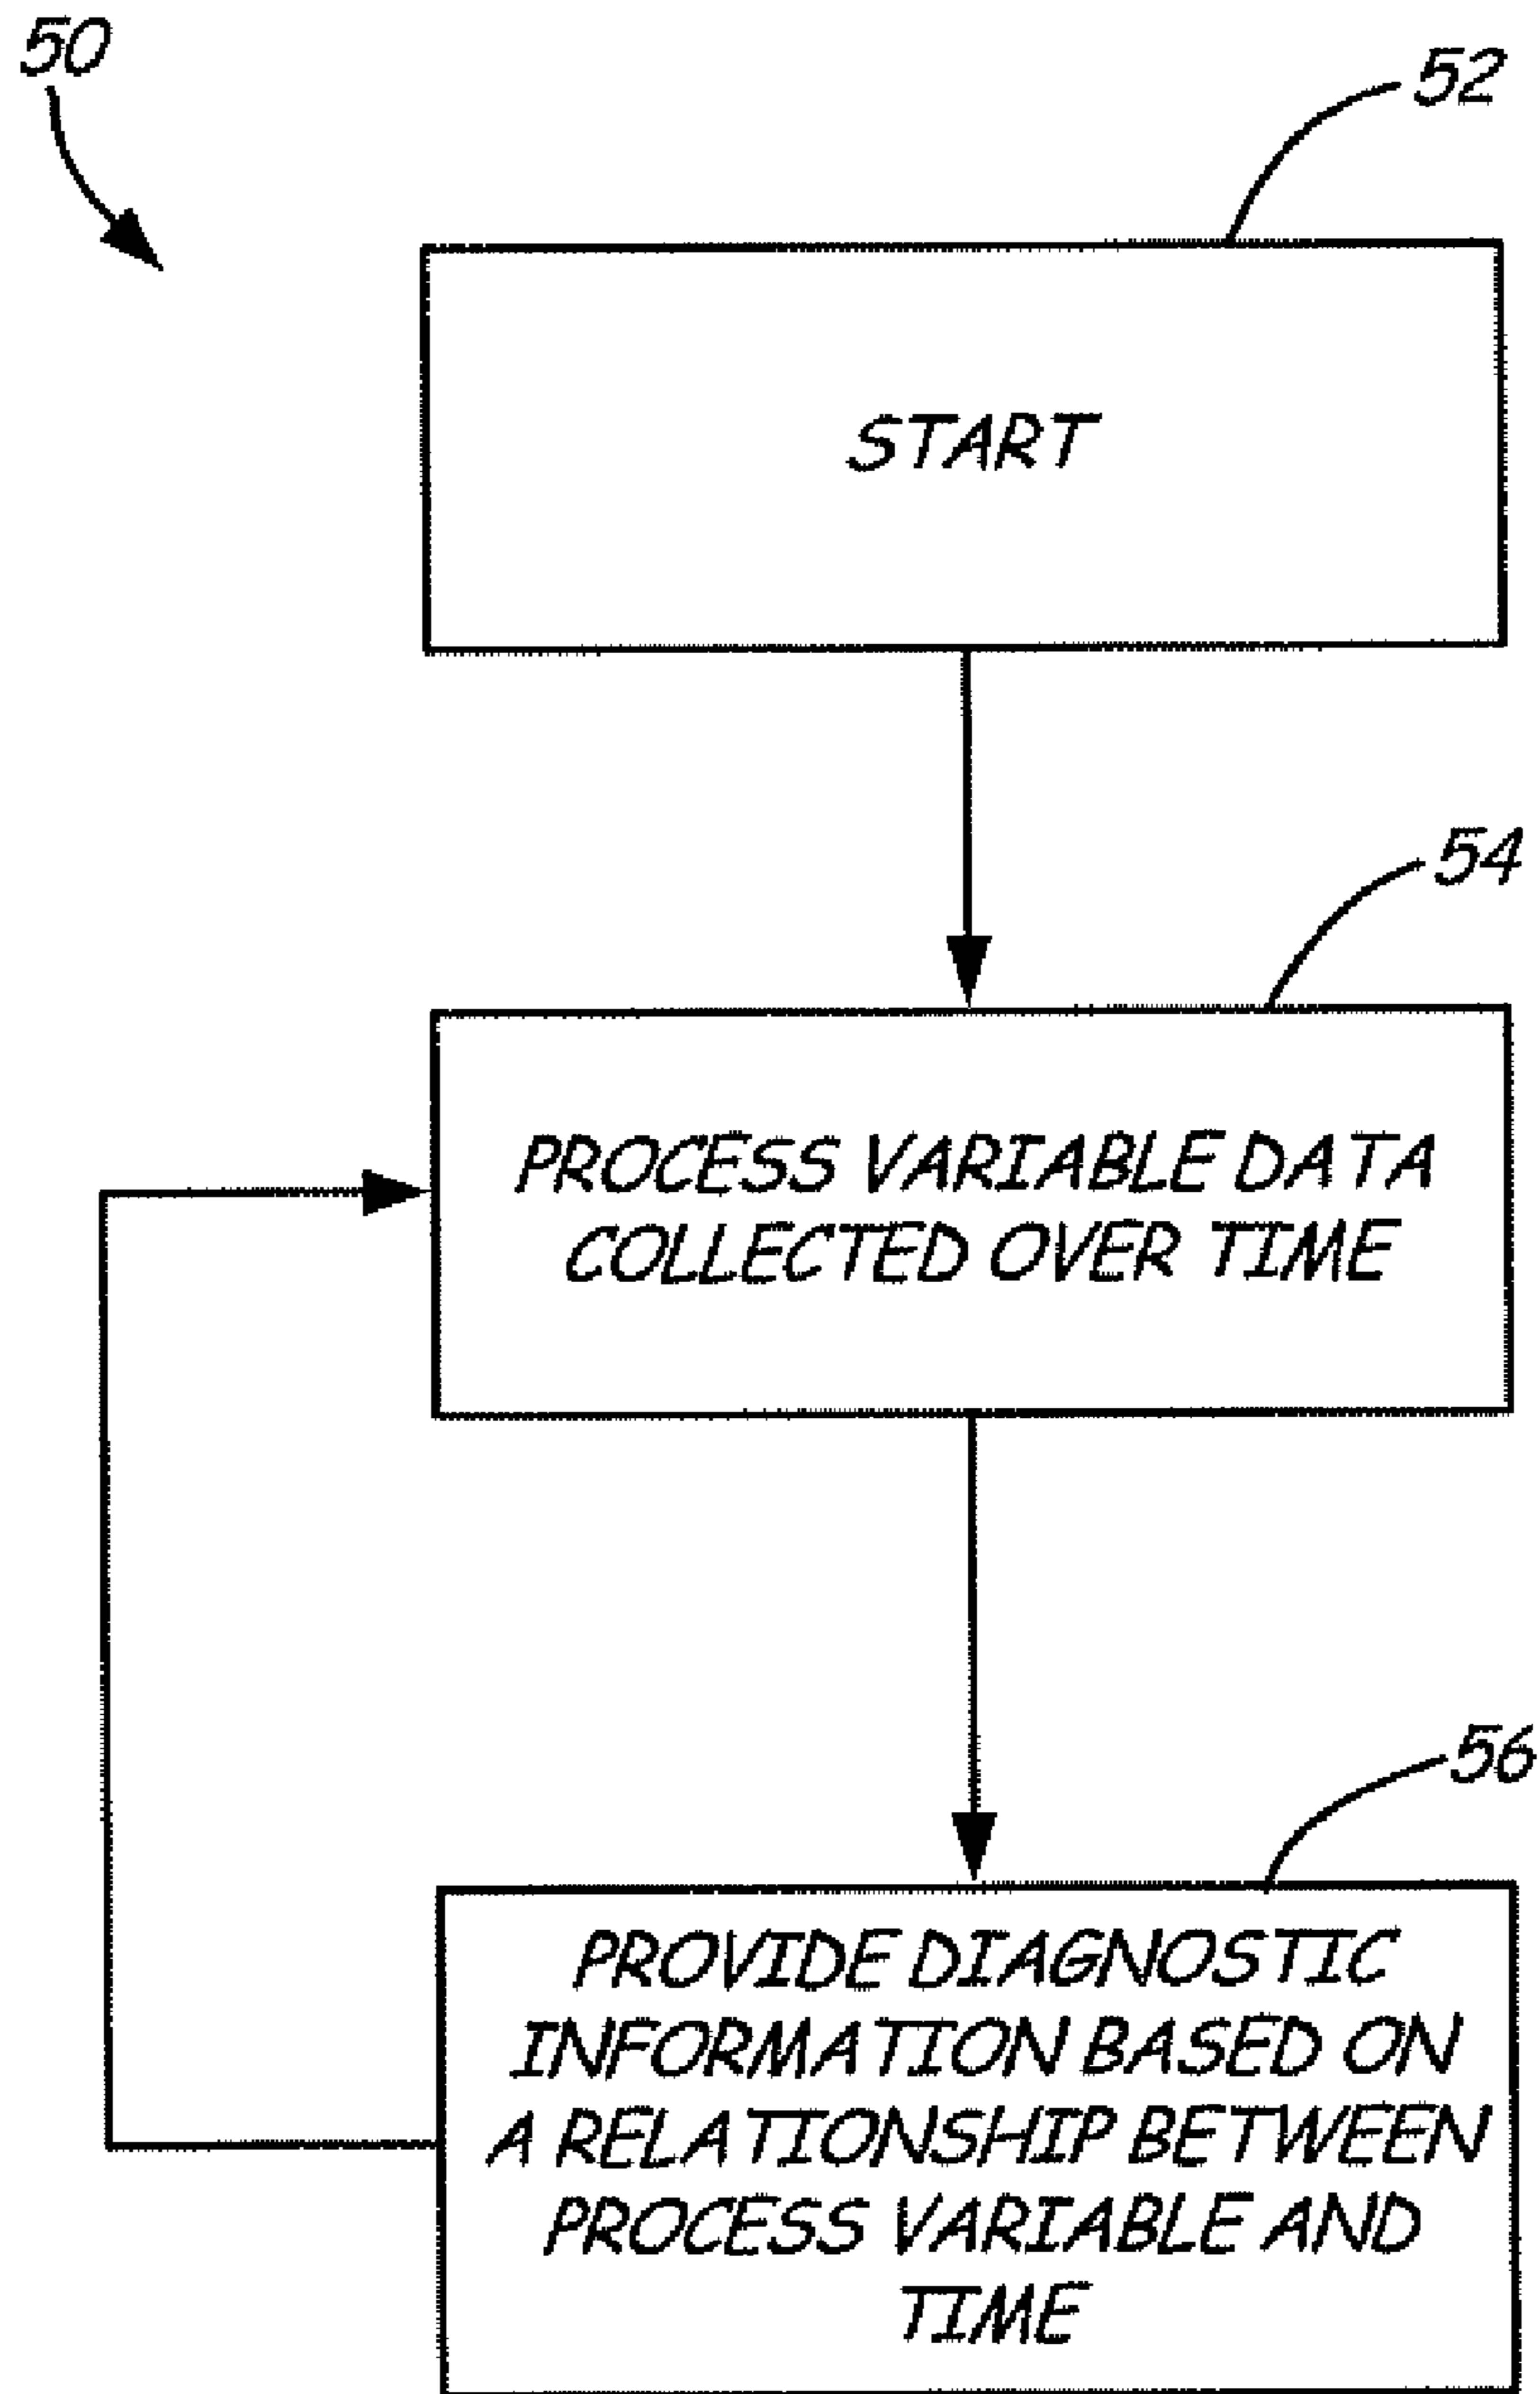 50
52
START
54
PROCESS VARIABLE DATA
COLLECTED OVER TIME
56
PROVIDE DIAGNOSTIC
INFORMATION BASED ON
A RELATIONSHIP BETWEEN
PROCESS VARIABLE AND
TIME